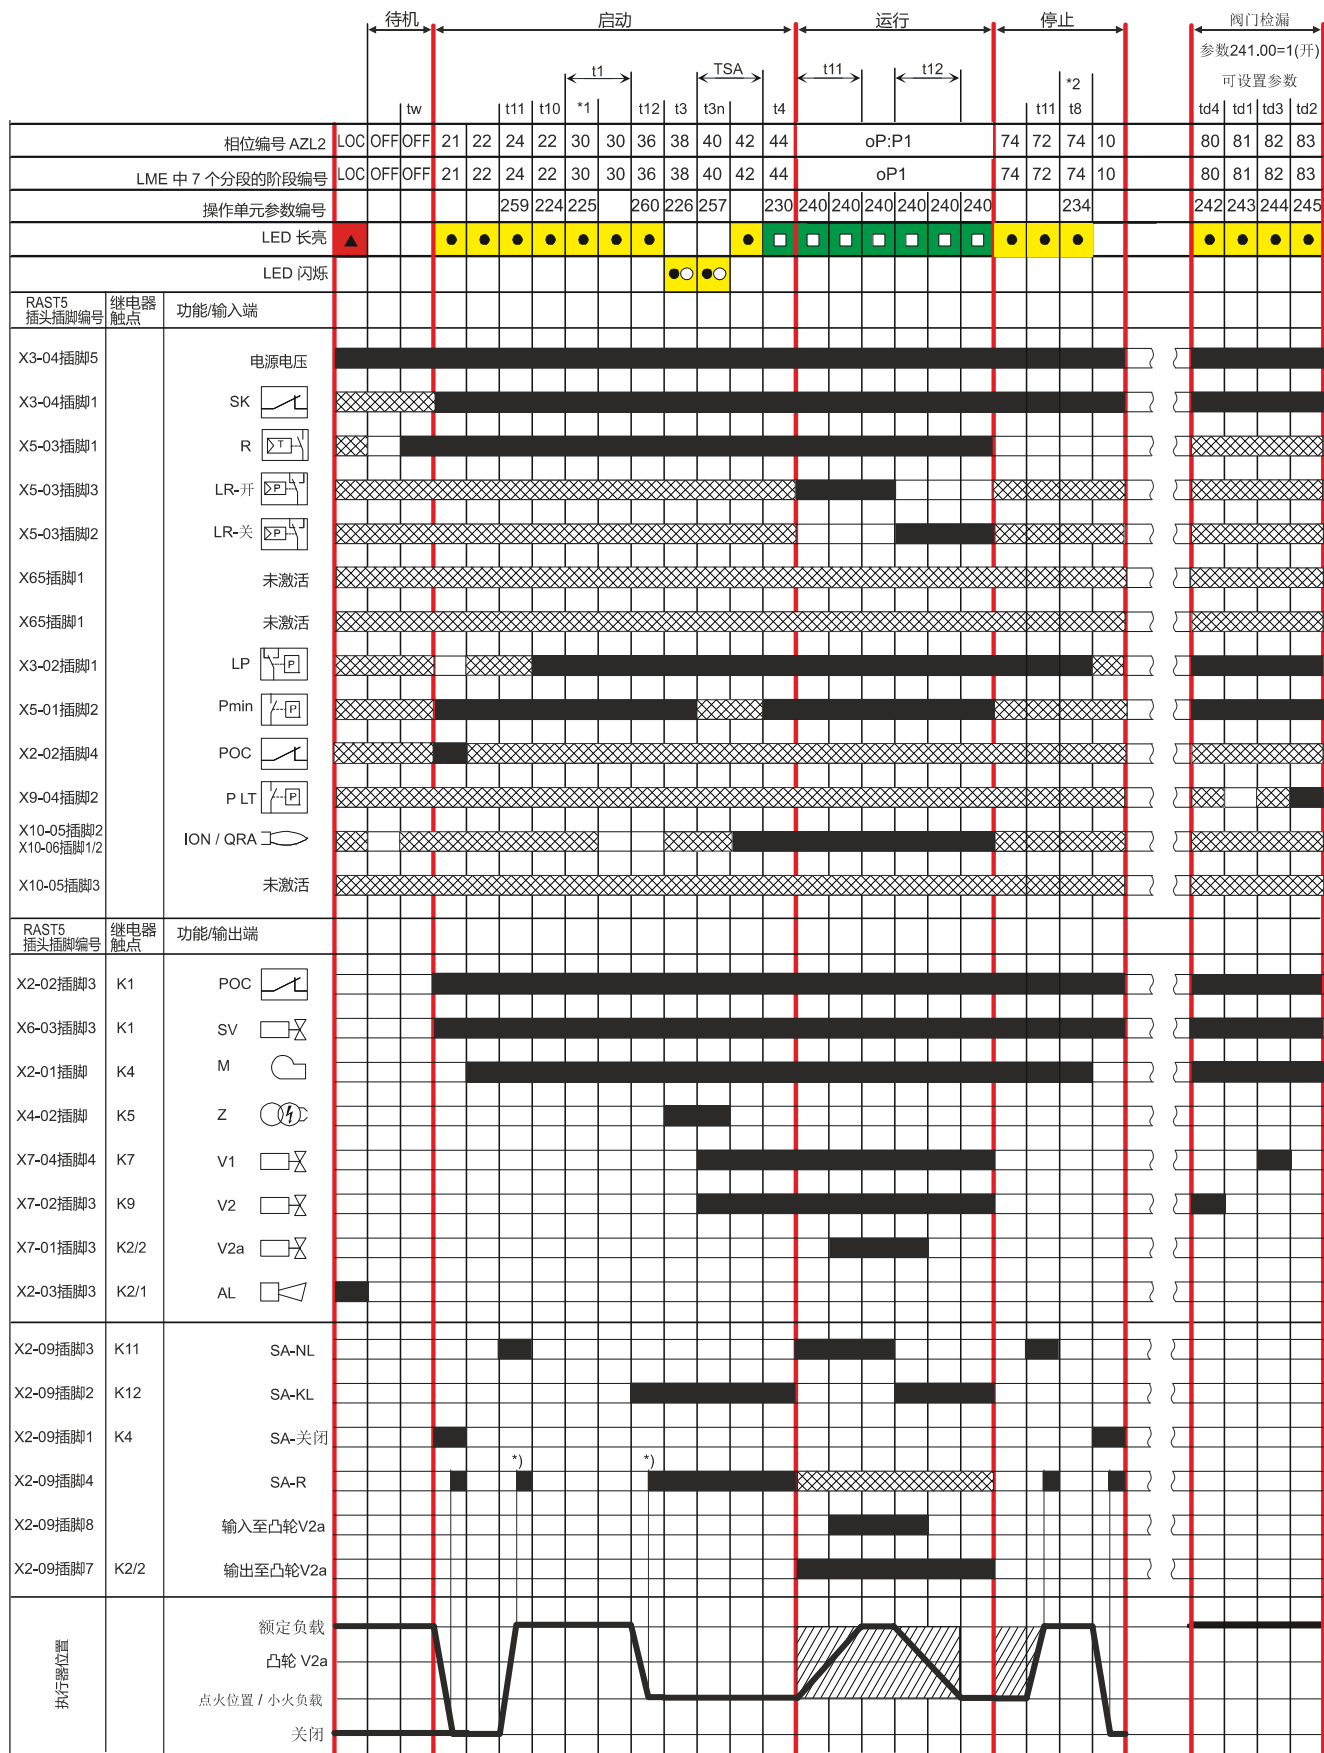 待机 启动 运行 停止 阀门检漏
参数241.00=1(开)
t1 TSA t11 t12 *2 可设置参数
tw t11 t10 *1 t12 t3 t3n t4 t11 t8 td4 td1 td3 td2
相位编号 AZL2 LOC OFF OFF 21 22 24 22 30 30 36 38 40 42 44 oP:P1 74 72 74 10 80 81 82 83
LME 中 7 个分段的阶段编号 LOC OFF OFF 21 22 24 22 30 30 36 38 40 42 44 oP1 74 72 74 10 80 81 82 83
操作单元参数编号 259 224 225 260 226 257 230 240 240 240 240 240 240 234 242 243 244 245
LED 长亮
LED 闪烁
RAST5 插头插脚编号 继电器触点 功能/输入端
X3-04插脚5 电源电压
X3-04插脚1 SK
X5-03插脚1 R T
X5-03插脚3 LR-开 P
X5-03插脚2 LR-关 P
X65插脚1 未激活
X65插脚1 未激活
X3-02插脚1 LP P
X5-01插脚2 Pmin P
X2-02插脚4 POC
X9-04插脚2 P LT P
X10-05插脚2
X10-06插脚1/2 ION / QRA
X10-05插脚3 未激活
RAST5 插头插脚编号 继电器触点 功能/输出端
X2-02插脚3 K1 POC
X6-03插脚3 K1 SV
X2-01插脚 K4 M
X4-02插脚 K5 Z
X7-04插脚4 K7 V1
X7-02插脚3 K9 V2
X7-01插脚3 K2/2 V2a
X2-03插脚3 K2/1 AL
X2-09插脚3 K11 SA-NL
X2-09插脚2 K12 SA-KL
X2-09插脚1 K4 SA-关闭
*) *)
X2-09插脚4 SA-R
X2-09插脚8 输入至凸轮V2a
X2-09插脚7 K2/2 输出至凸轮V2a
执行器位置
额定负载
凸轮 V2a
点火位置 / 小火负载
关闭